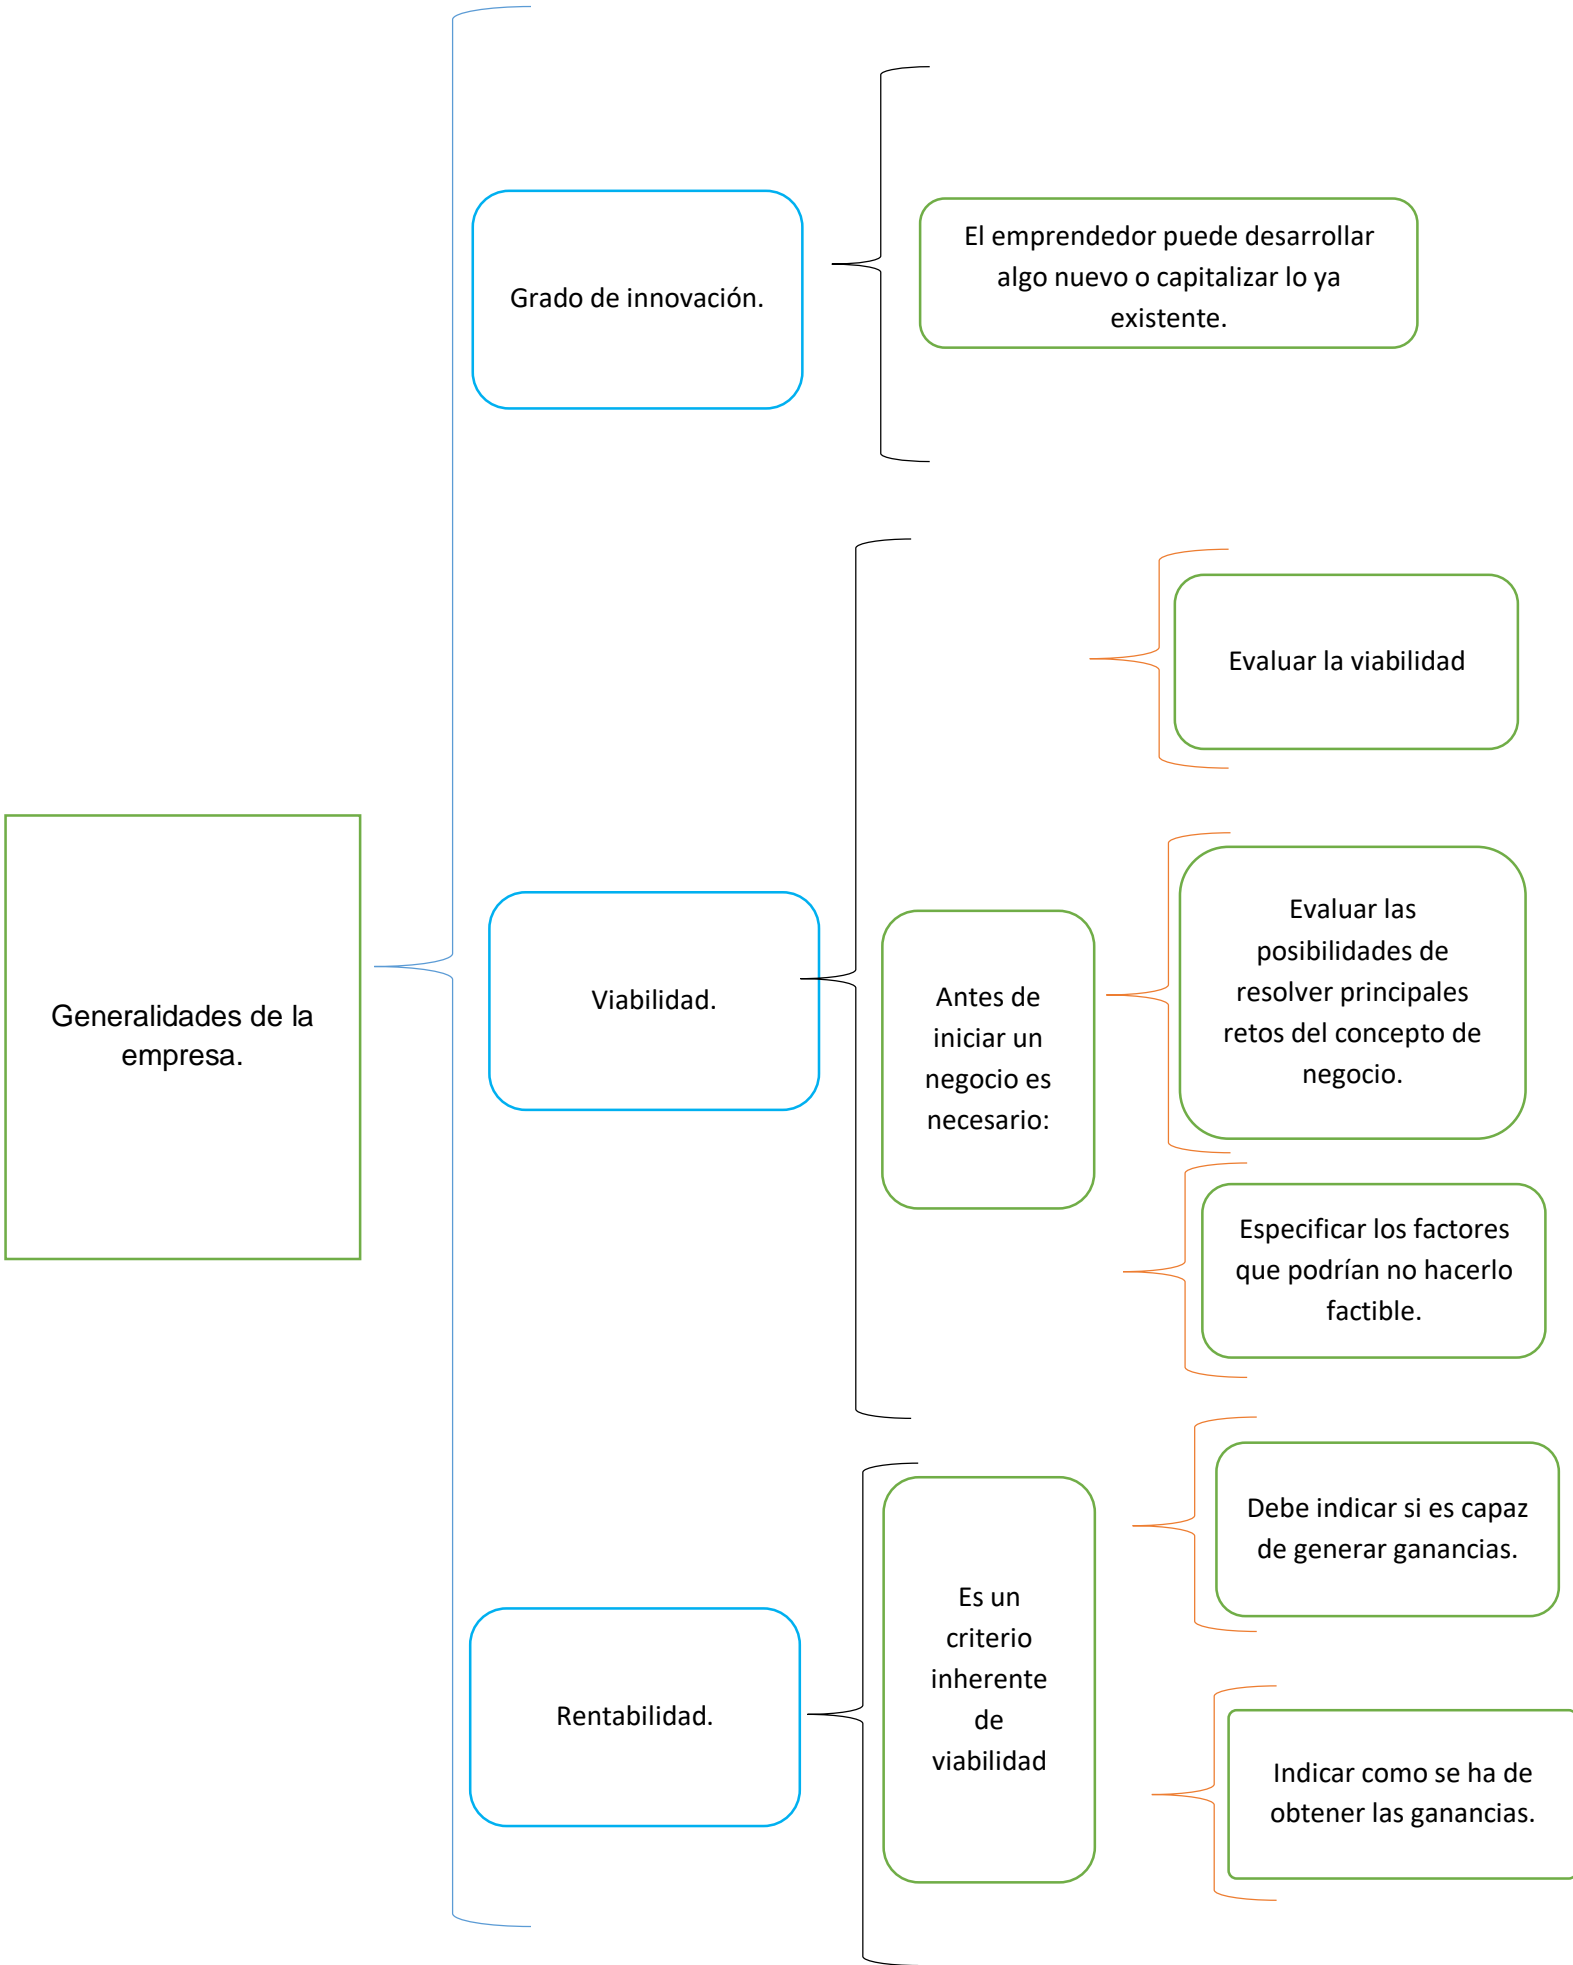 Generalidades de la
empresa.
Grado de innovación.
El emprendedor puede desarrollar
algo nuevo o capitalizar lo ya
existente.
Viabilidad.
Antes de
iniciar un
negocio es
necesario:
Evaluar la viabilidad
Evaluar las
posibilidades de
resolver principales
retos del concepto de
negocio.
Especificar los factores
que podrían no hacerlo
factible.
Rentabilidad.
Es un
criterio
inherente
de
viabilidad
Debe indicar si es capaz
de generar ganancias.
Indicar como se ha de
obtener las ganancias.